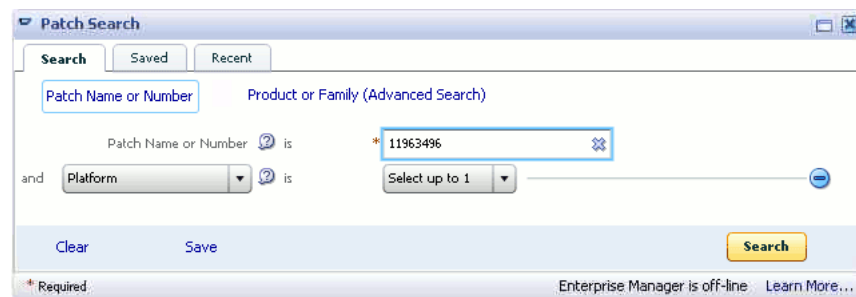 Patch Search
Search Saved Recent
Patch Name or Number Product or Family (Advanced Search)
Patch Name or Number ? is * 11963496
and Platform ? is Select up to 1
Clear Save Search
* Required Enterprise Manager is off-line Learn More...